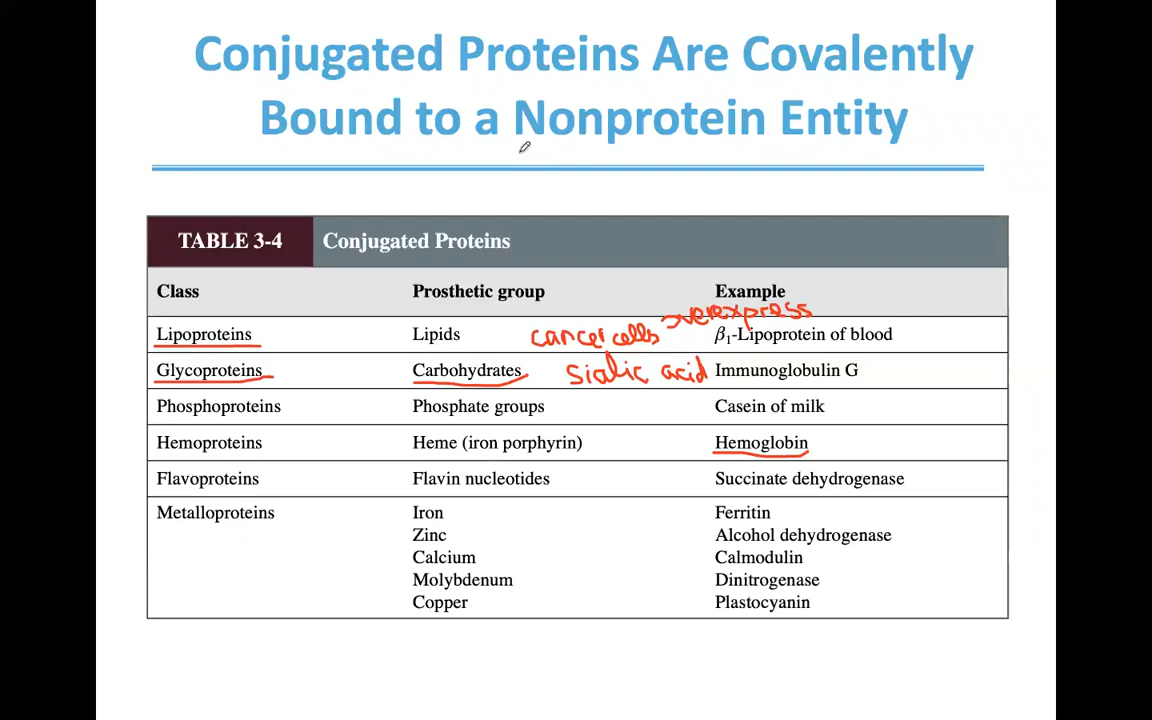 Conjugated Proteins Are Covalently
Bound to a Nonprotein Entity
TABLE 3-4 Conjugated Proteins
Class Prosthetic group Example
overexpress
Lipoproteins Lipids cancer cells β1-Lipoprotein of blood
Glycoproteins Carbohydrates sialic acid Immunoglobulin G
Phosphoproteins Phosphate groups Casein of milk
Hemoproteins Heme (iron porphyrin) Hemoglobin
Flavoproteins Flavin nucleotides Succinate dehydrogenase
Metalloproteins Iron Ferritin
Zinc Alcohol dehydrogenase
Calcium Calmodulin
Molybdenum Dinitrogenase
Copper Plastocyanin